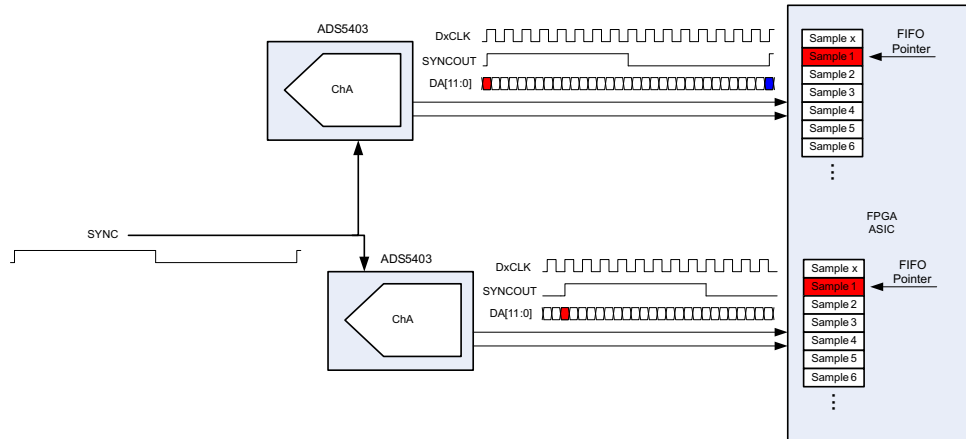 ADS5403
ChA
DxCLK
SYNCOUT
DA[11:0]
Sample x
Sample 1
Sample 2
Sample 3
Sample 4
Sample 5
Sample 6
FIFO
Pointer
SYNC
FPGA
ASIC
ADS5403
ChA
DxCLK
SYNCOUT
DA[11:0]
Sample x
Sample 1
Sample 2
Sample 3
Sample 4
Sample 5
Sample 6
FIFO
Pointer